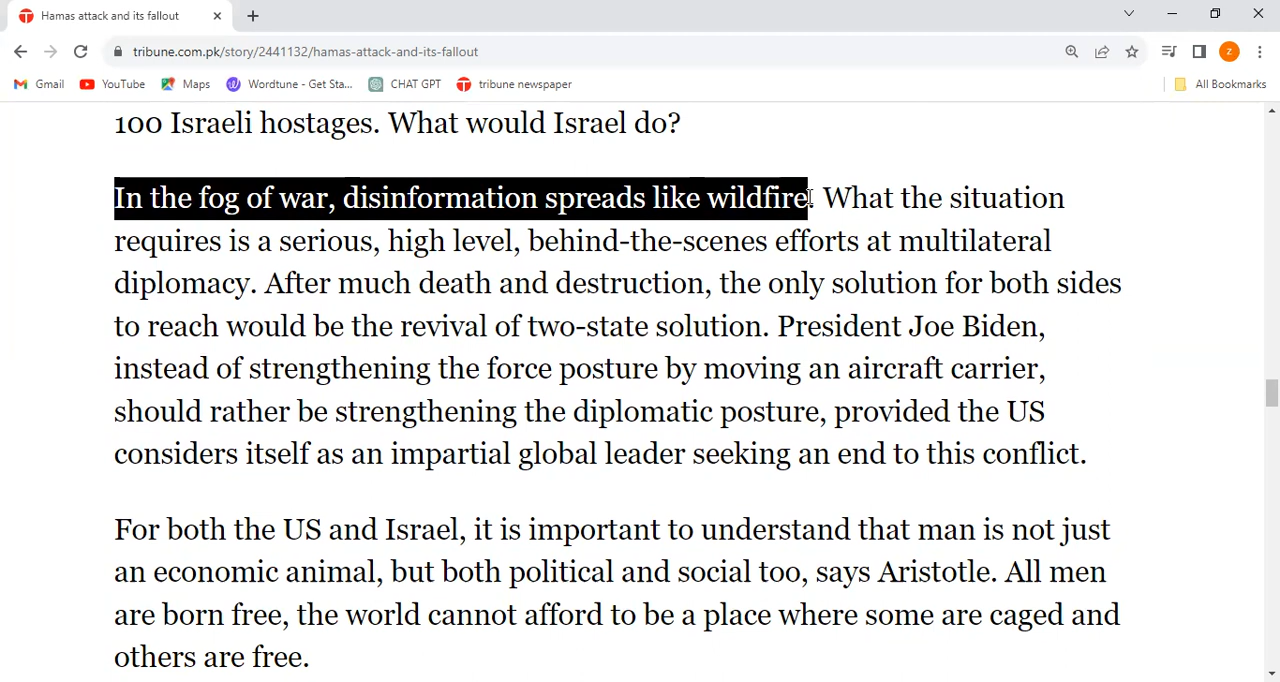 Hamas attack and its fallout
tribune.com.pk/story/2441132/hamas-attack-and-its-fallout
Z
Gmail YouTube Maps Wordtune - Get Sta... CHAT GPT tribune newspaper All Bookmarks
100 Israeli hostages. What would Israel do?
In the fog of war, disinformation spreads like wildfire. What the situation
requires is a serious, high level, behind-the-scenes efforts at multilateral
diplomacy. After much death and destruction, the only solution for both sides
to reach would be the revival of two-state solution. President Joe Biden,
instead of strengthening the force posture by moving an aircraft carrier,
should rather be strengthening the diplomatic posture, provided the US
considers itself as an impartial global leader seeking an end to this conflict.
For both the US and Israel, it is important to understand that man is not just
an economic animal, but both political and social too, says Aristotle. All men
are born free, the world cannot afford to be a place where some are caged and
others are free.